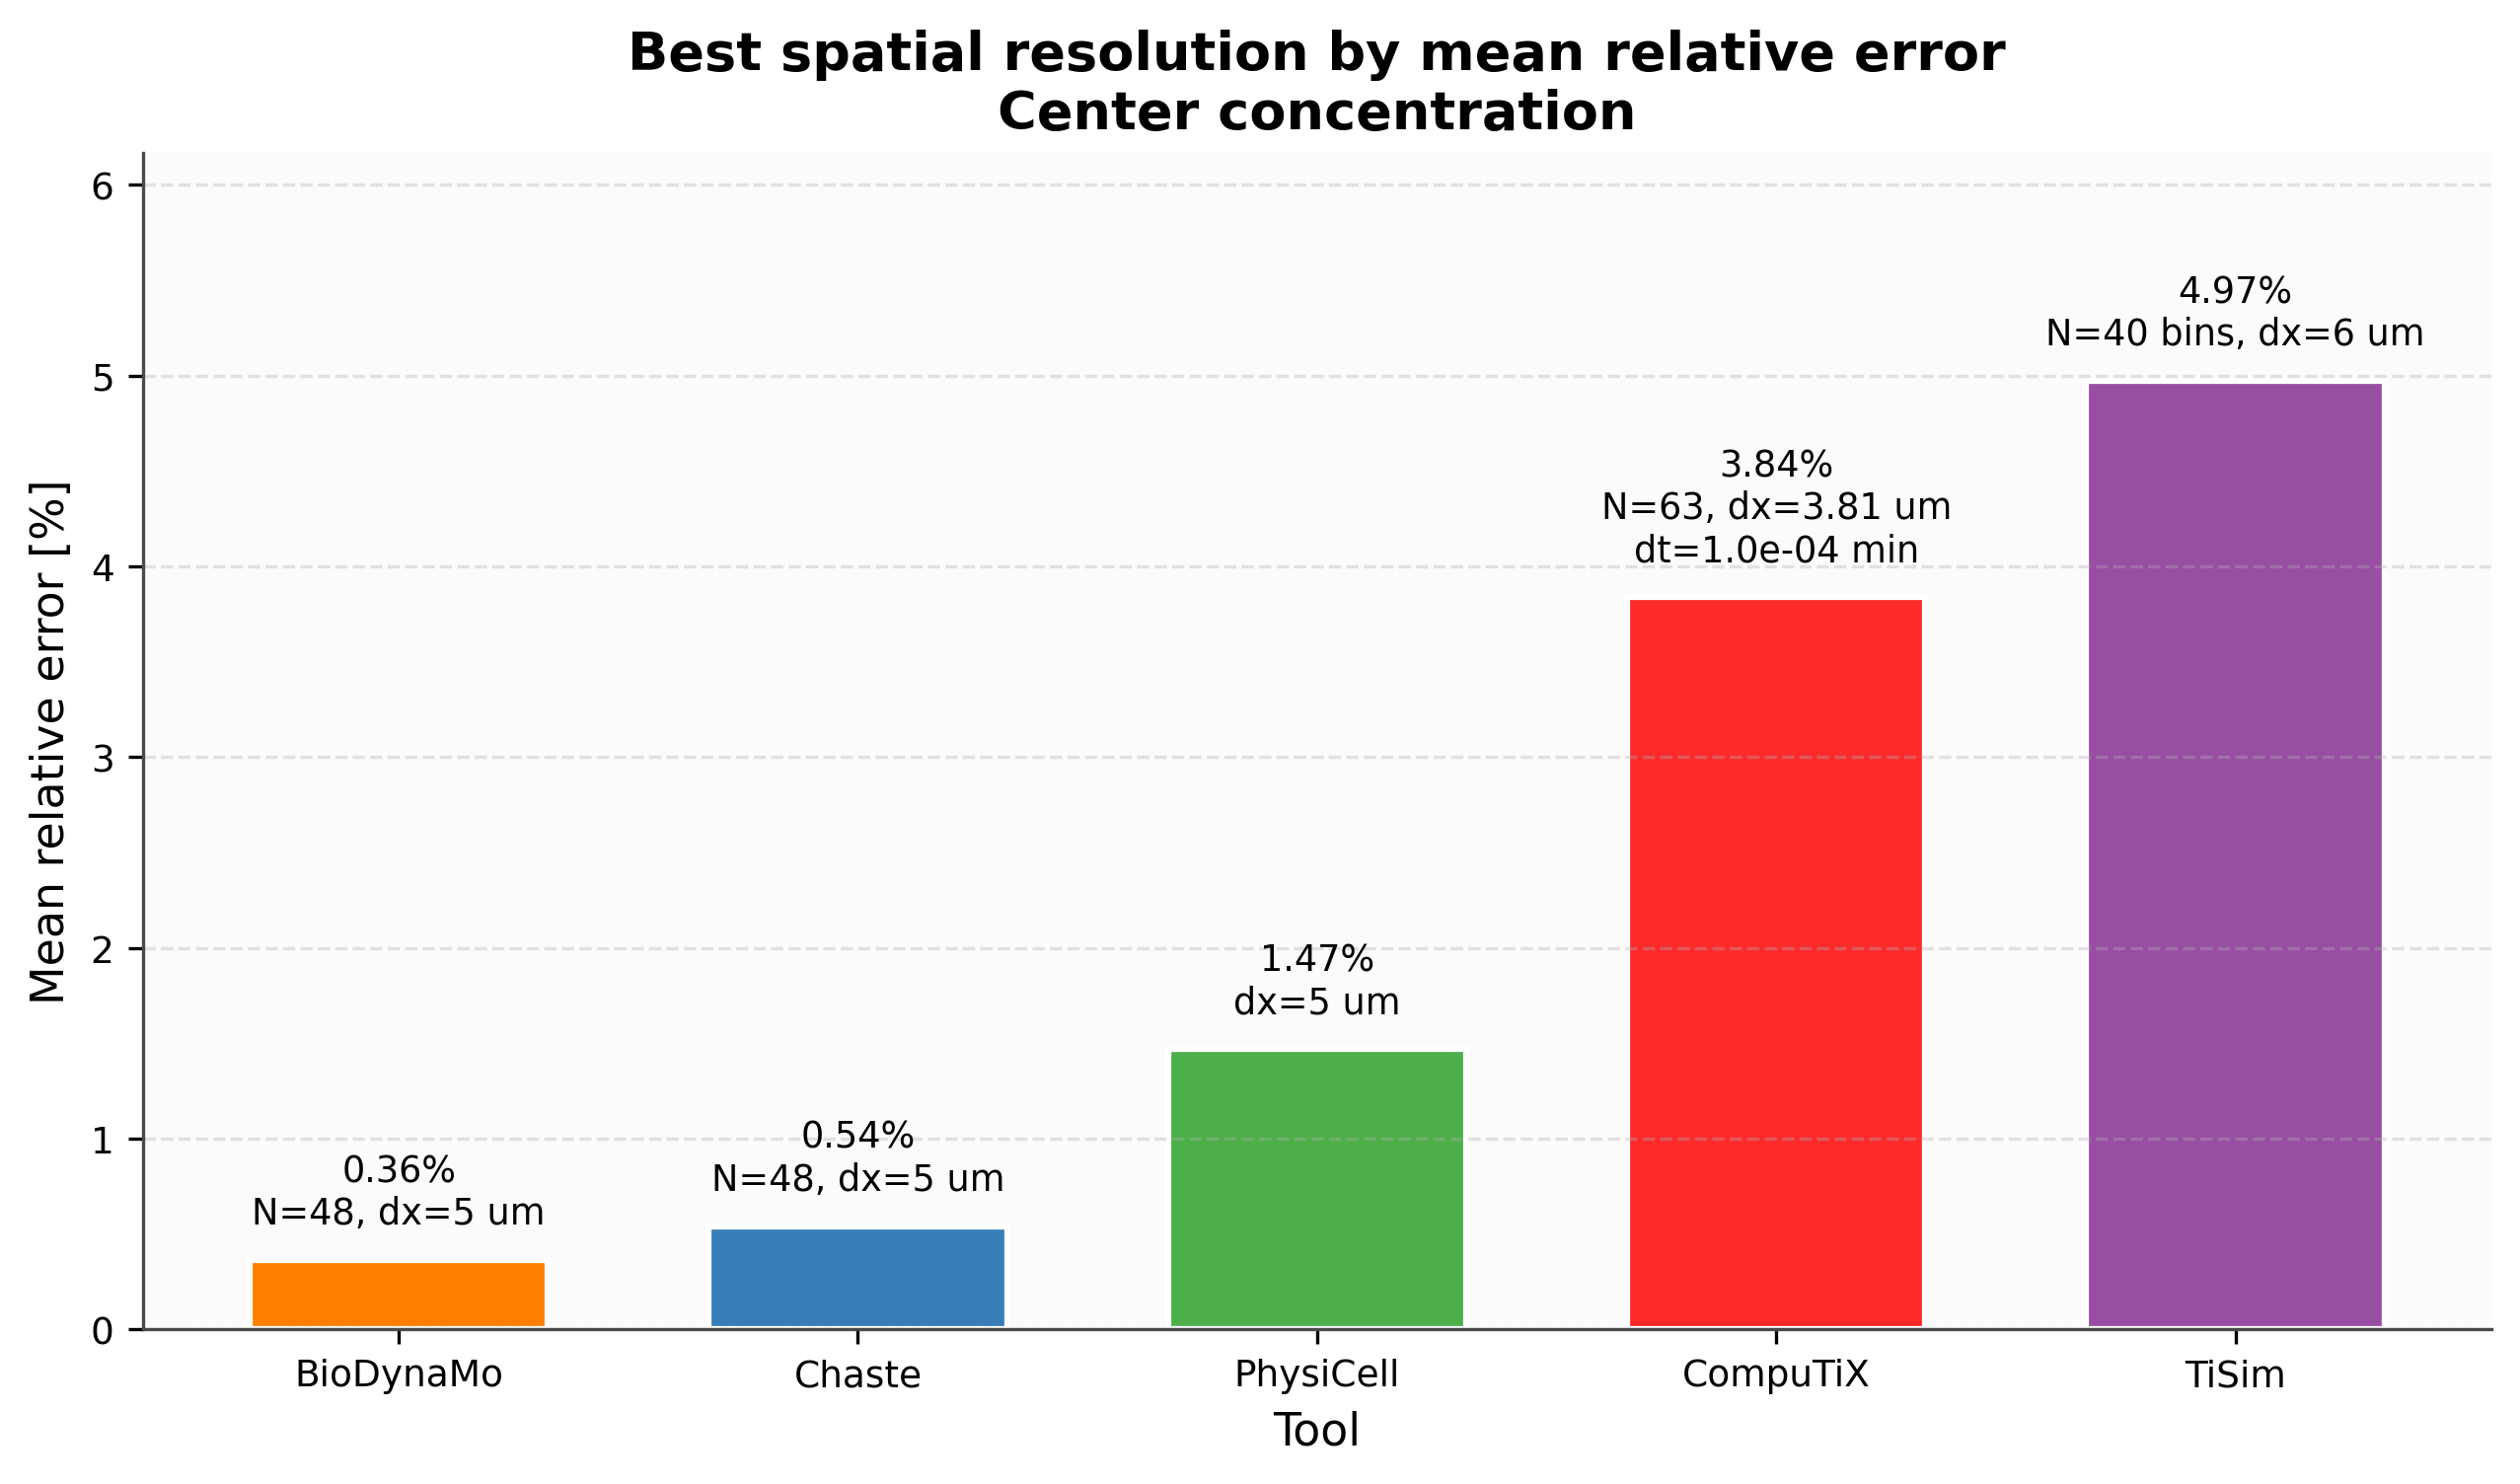 Best spatial resolution by mean relative error
Center concentration
Mean relative error [%]
6
5
4
3
2
1
0
0.36%
N=48, dx=5 um
0.54%
N=48, dx=5 um
1.47%
dx=5 um
3.84%
N=63, dx=3.81 um
dt=1.0e-04 min
4.97%
N=40 bins, dx=6 um
BioDynaMo
Chaste
PhysiCell
CompuTiX
TiSim
Tool